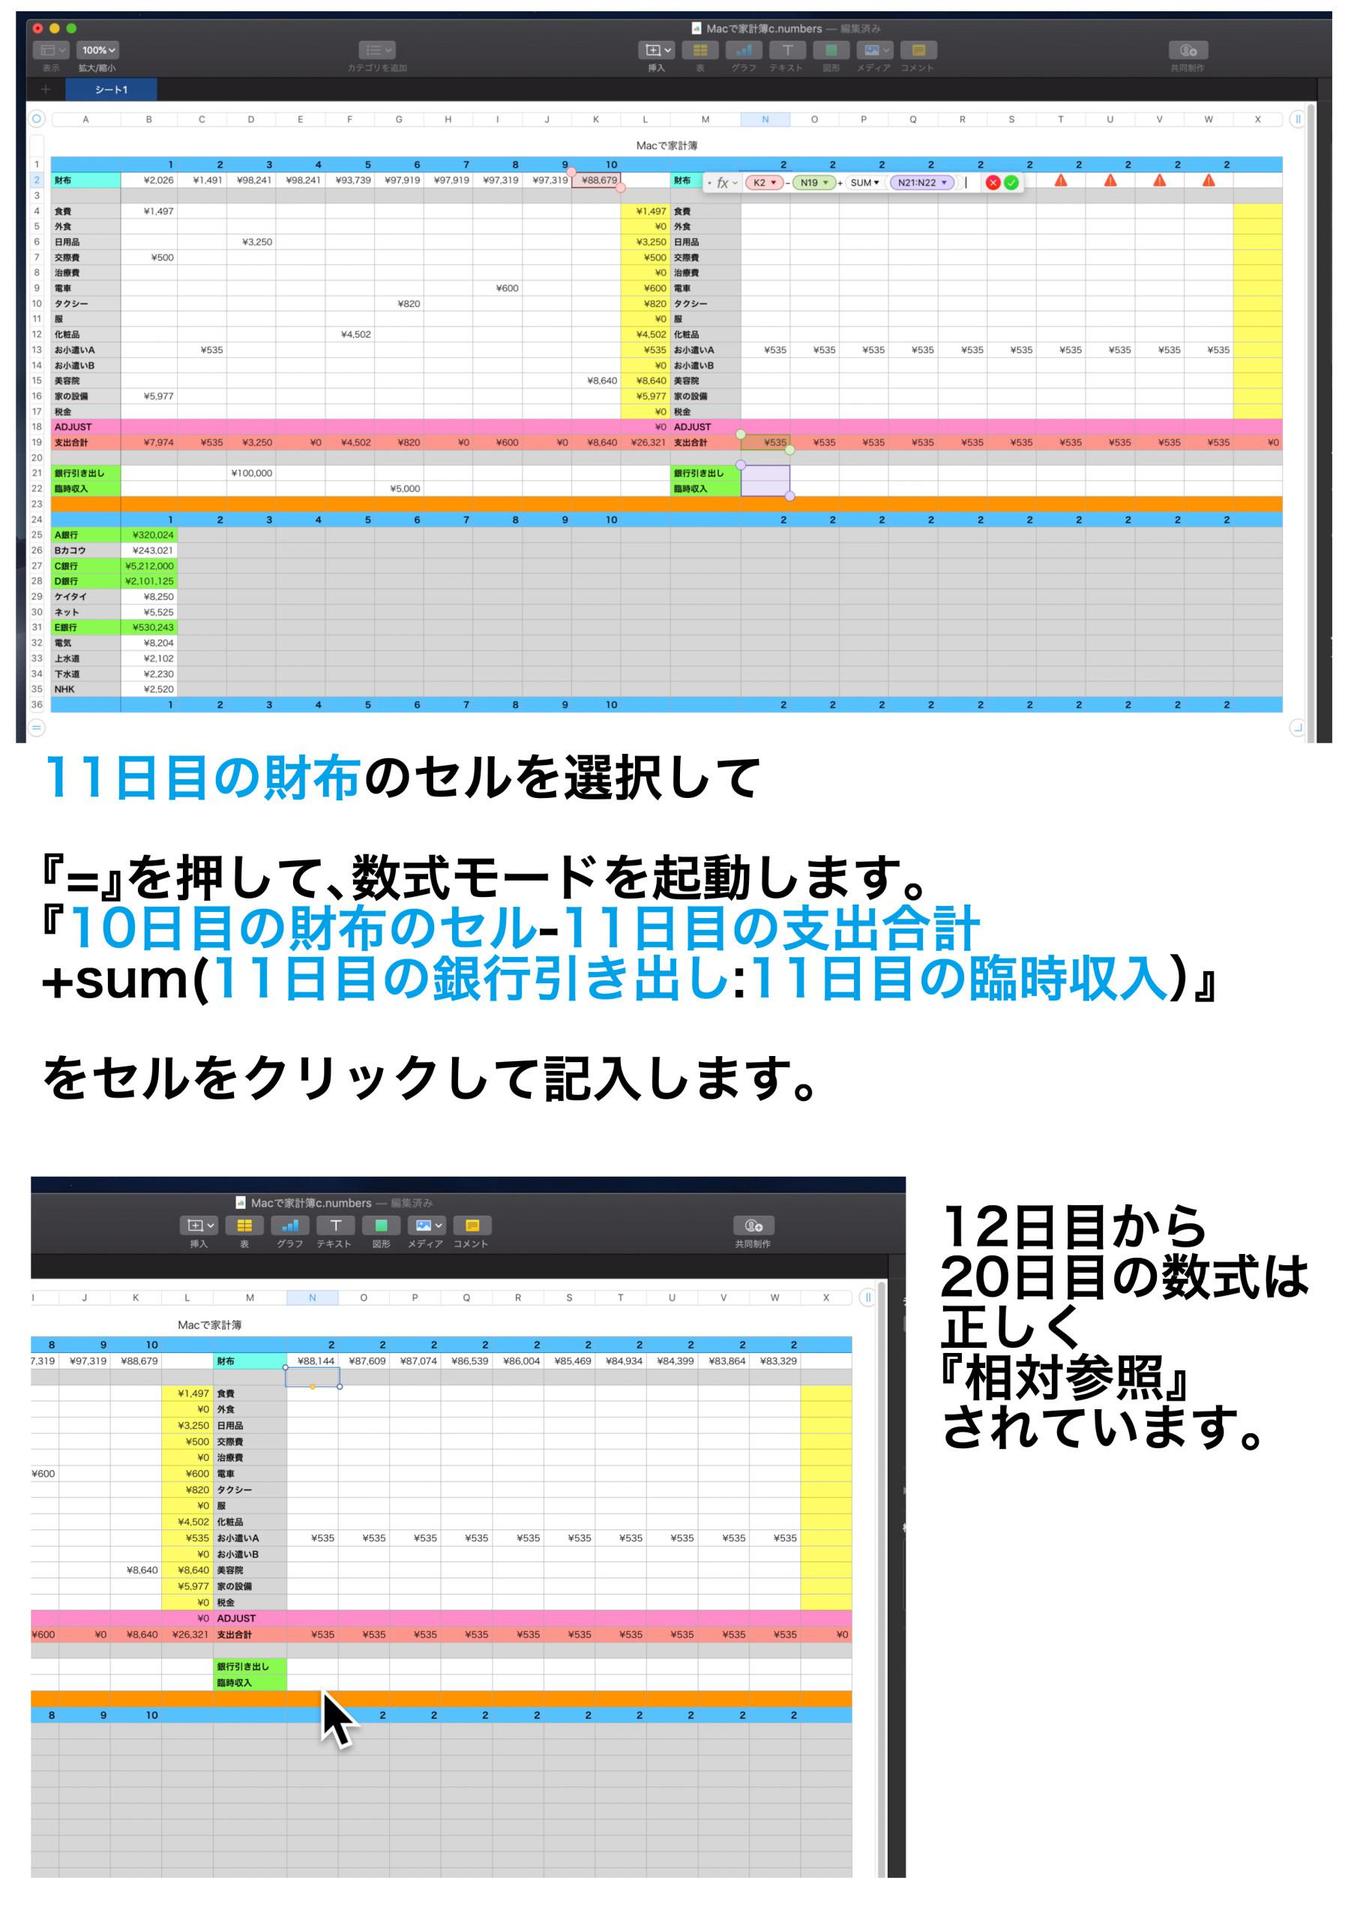 Macで家計簿c.numbers — 編集済み
100%
表示 拡大/縮小 カテゴリを追加 挿入 表 グラフ テキスト 図形 メディア コメント 共同制作
+ シート1
A B C D E F G H I J K L M N O P Q R S T U V W X
Macで家計簿
1 1 2 3 4 5 6 7 8 9 10 2 2 2 2 2 2 2 2 2 2
2 財布 ¥2,026 ¥1,491 ¥98,241 ¥98,241 ¥93,739 ¥97,919 ¥97,919 ¥97,319 ¥97,319 ¥88,679 財布 fx K2 - N19 + SUM N21:N22
3
4 食費 ¥1,497 ¥1,497 食費
5 外食 ¥0 外食
6 日用品 ¥3,250 ¥3,250 日用品
7 交際費 ¥500 ¥500 交際費
8 治療費 ¥0 治療費
9 電車 ¥600 ¥600 電車
10 タクシー ¥820 ¥820 タクシー
11 服 ¥0 服
12 化粧品 ¥4,502 ¥4,502 化粧品
13 お小遣いA ¥535 ¥535 お小遣いA ¥535 ¥535 ¥535 ¥535 ¥535 ¥535 ¥535 ¥535 ¥535 ¥535
14 お小遣いB ¥0 お小遣いB
15 美容院 ¥8,640 ¥8,640 美容院
16 家の設備 ¥5,977 ¥5,977 家の設備
17 税金 ¥0 税金
18 ADJUST ¥0 ADJUST
19 支出合計 ¥7,974 ¥535 ¥3,250 ¥0 ¥4,502 ¥820 ¥0 ¥600 ¥0 ¥8,640 ¥26,321 支出合計 ¥535 ¥535 ¥535 ¥535 ¥535 ¥535 ¥535 ¥535 ¥535 ¥535 ¥0
20
21 銀行引き出し ¥100,000 銀行引き出し
22 臨時収入 ¥5,000 臨時収入
23
24 1 2 3 4 5 6 7 8 9 10 2 2 2 2 2 2 2 2 2 2
25 A銀行 ¥320,024
26 Bカコウ ¥243,021
27 C銀行 ¥5,212,000
28 D銀行 ¥2,101,125
29 ケイタイ ¥8,250
30 ネット ¥5,525
31 E銀行 ¥530,243
32 電気 ¥8,204
33 上水道 ¥2,102
34 下水道 ¥2,230
35 NHK ¥2,520
36 1 2 3 4 5 6 7 8 9 10 2 2 2 2 2 2 2 2 2 2
11日目の財布のセルを選択して
『=』を押して、数式モードを起動します。
『10日目の財布のセル-11日目の支出合計
+sum(11日目の銀行引き出し:11日目の臨時収入)』
をセルをクリックして記入します。
Macで家計簿c.numbers — 編集済み
挿入 表 グラフ テキスト 図形 メディア コメント 共同制作
I J K L M N O P Q R S T U V W X
Macで家計簿
8 9 10 2 2 2 2 2 2 2 2 2 2
7,319 ¥97,319 ¥88,679 財布 ¥88,144 ¥87,609 ¥87,074 ¥86,539 ¥86,004 ¥85,469 ¥84,934 ¥84,399 ¥83,864 ¥83,329
¥1,497 食費
¥0 外食
¥3,250 日用品
¥500 交際費
¥0 治療費
¥600 ¥600 電車
¥820 タクシー
¥0 服
¥4,502 化粧品
¥535 お小遣いA ¥535 ¥535 ¥535 ¥535 ¥535 ¥535 ¥535 ¥535 ¥535 ¥535
¥0 お小遣いB
¥8,640 ¥8,640 美容院
¥5,977 家の設備
¥0 税金
¥0 ADJUST
¥600 ¥0 ¥8,640 ¥26,321 支出合計 ¥535 ¥535 ¥535 ¥535 ¥535 ¥535 ¥535 ¥535 ¥535 ¥535 ¥0
銀行引き出し
臨時収入
8 9 10 2 2 2 2 2 2 2 2 2
12日目から
20日目の数式は
正しく
『相対参照』
されています。